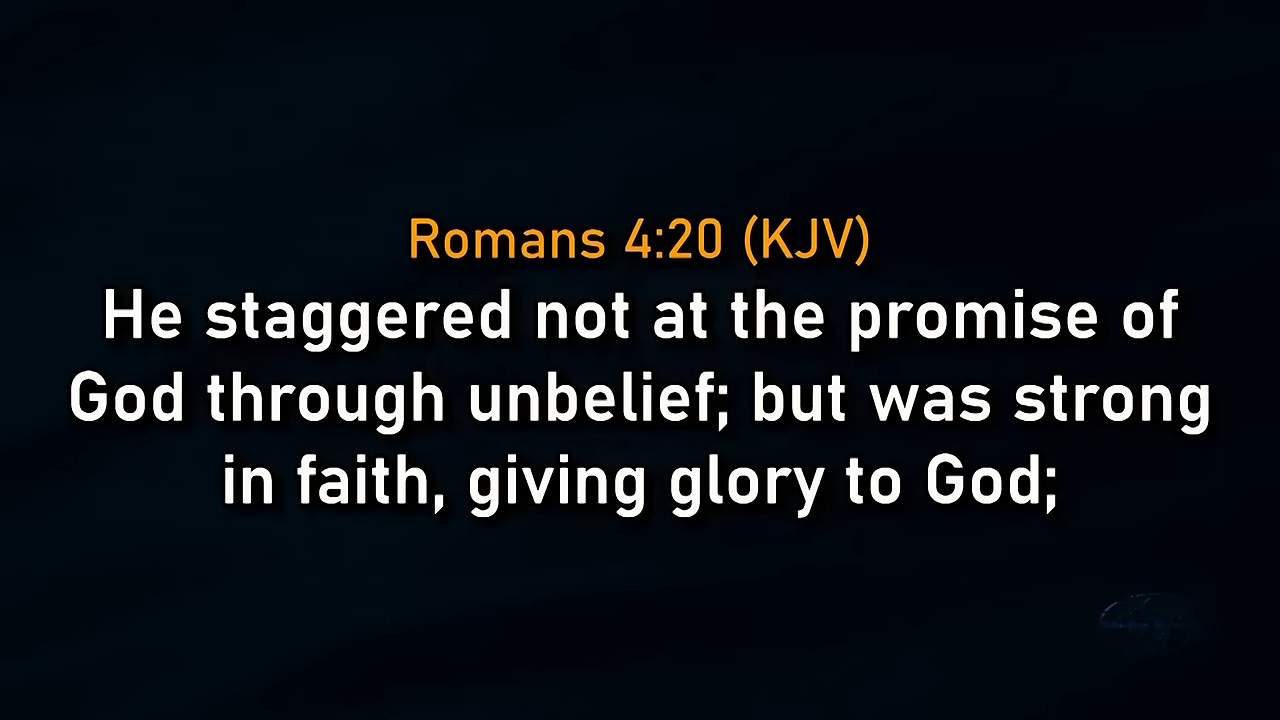 Romans 4:20 (KJV)
He staggered not at the promise of
God through unbelief; but was strong
in faith, giving glory to God;